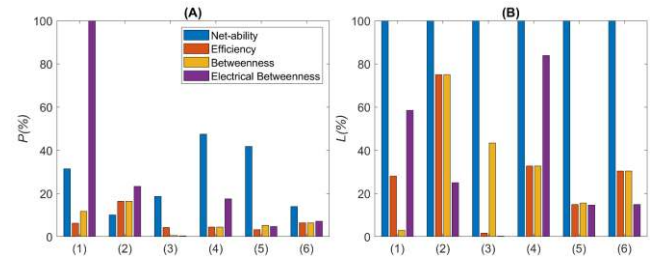 (A)
P(%)
100
80
60
40
20
0
Net-ability
Efficiency
Betweenness
Electrical Betweenness
(1) (2) (3) (4) (5) (6)
(B)
L(%)
100
80
60
40
20
0
(1) (2) (3) (4) (5) (6)